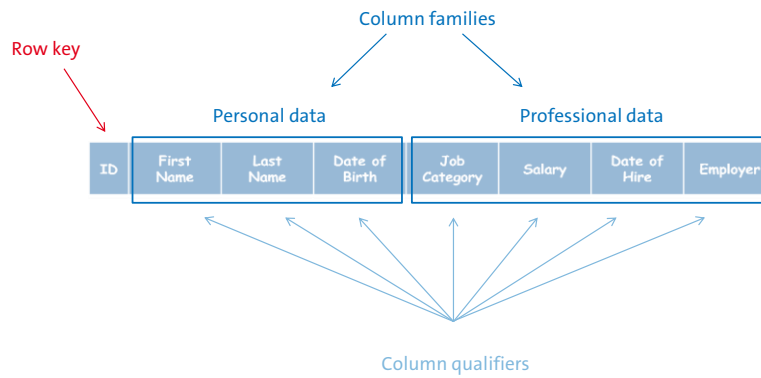 Column families
Row key
Personal data
Professional data
ID
First
Name
Last
Name
Date of
Birth
Job
Category
Salary
Date of
Hire
Employer
Column qualifiers